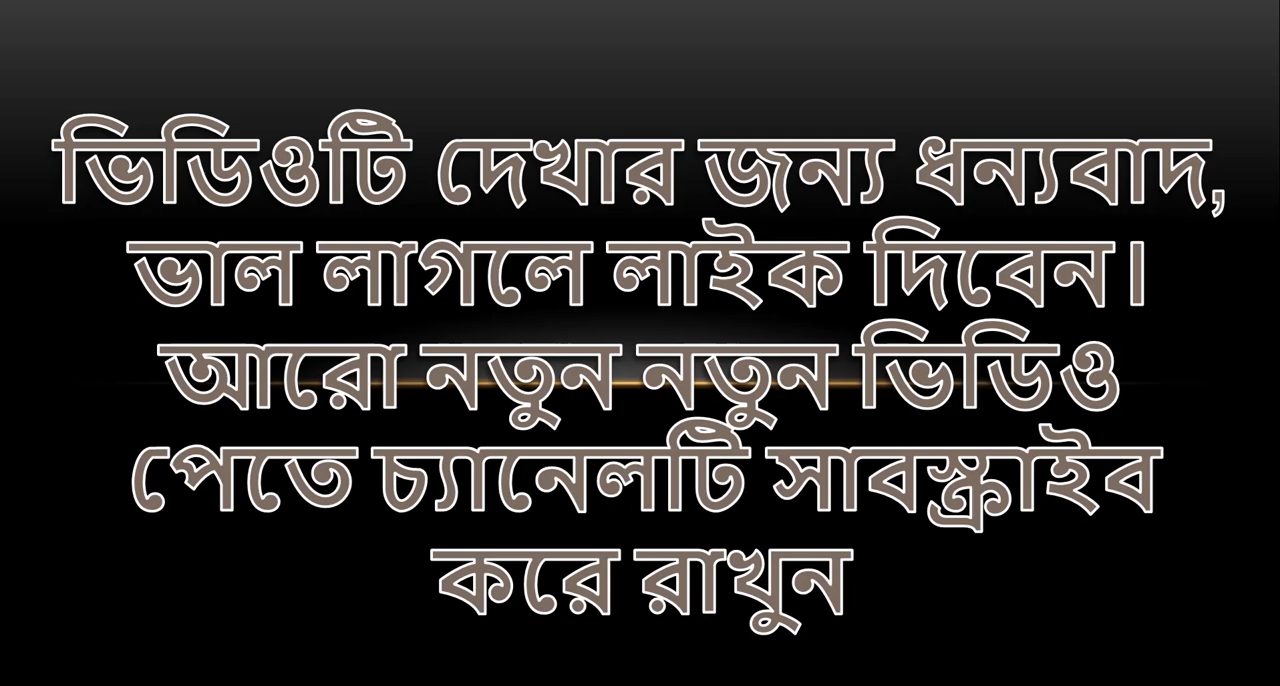 ভিডিওটি দেখার জন্য ধন্যবাদ,
ভাল লাগলে লাইক দিবেন।
আরো নতুন নতুন ভিডিও
পেতে চ্যানেলটি সাবস্ক্রাইব
করে রাখুন